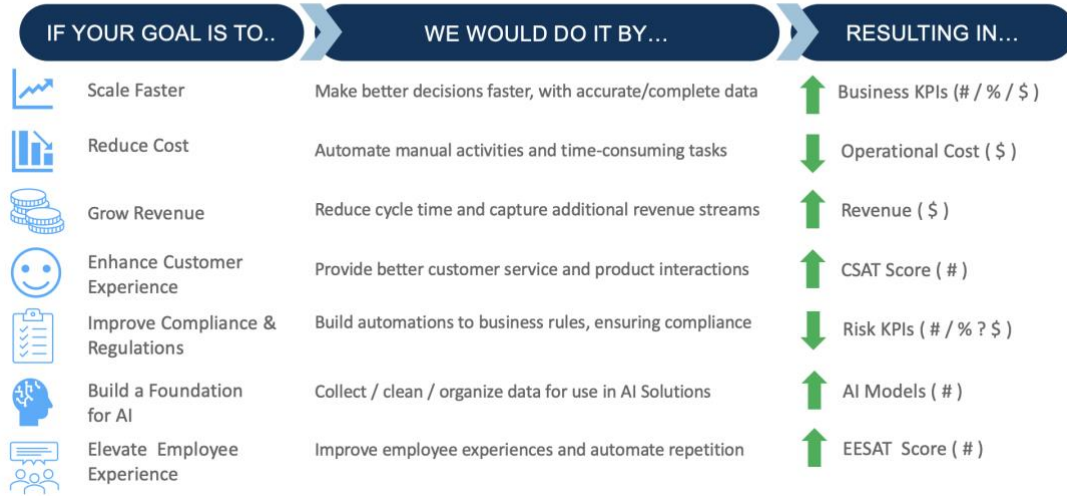 IF YOUR GOAL IS TO..
WE WOULD DO IT BY...
RESULTING IN...
Scale Faster
Make better decisions faster, with accurate/complete data
Business KPIs (# / % / $ )
Reduce Cost
Automate manual activities and time-consuming tasks
Operational Cost ( $ )
Grow Revenue
Reduce cycle time and capture additional revenue streams
Revenue ( $ )
Enhance Customer
Experience
Provide better customer service and product interactions
CSAT Score ( # )
Improve Compliance &
Regulations
Build automations to business rules, ensuring compliance
Risk KPIs ( # / % ? $ )
Build a Foundation
for AI
Collect / clean / organize data for use in AI Solutions
AI Models ( # )
Elevate Employee
Experience
Improve employee experiences and automate repetition
EESAT Score ( # )